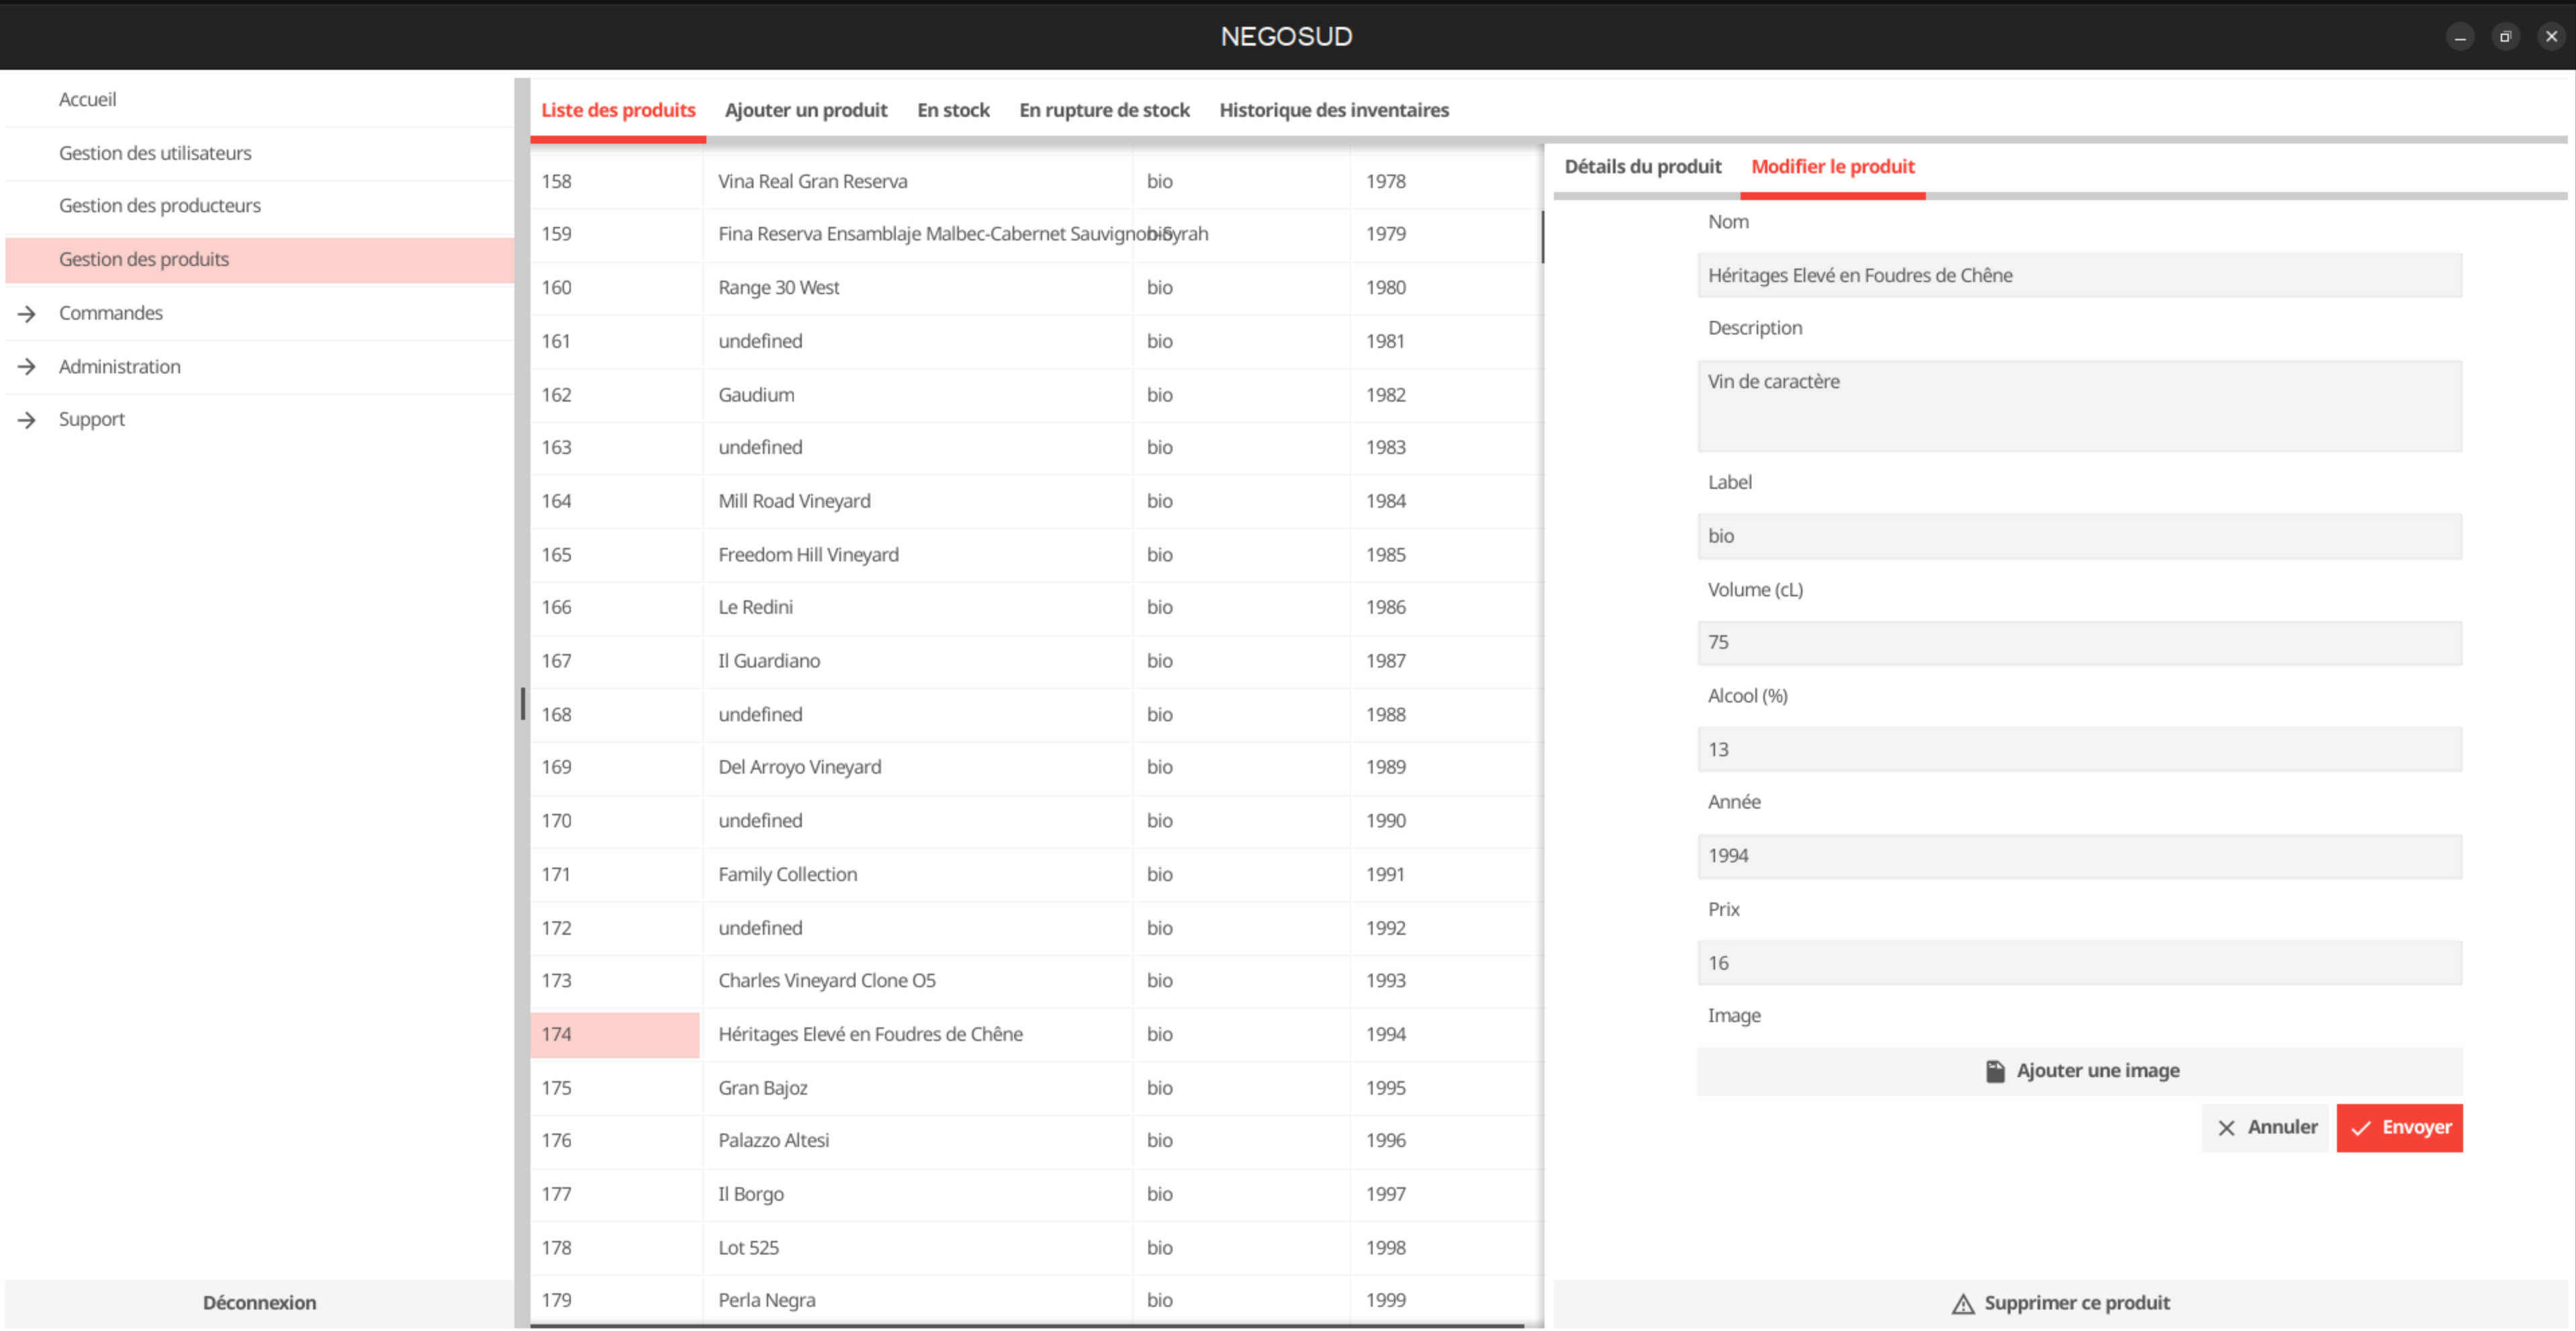 NEGOSUD
Accueil
Gestion des utilisateurs
Gestion des producteurs
Gestion des produits
Commandes
Administration
Support
Déconnexion
Liste des produits Ajouter un produit En stock En rupture de stock Historique des inventaires
158 Vina Real Gran Reserva bio 1978
159 Fina Reserva Ensamblaje Malbec-Cabernet Sauvignon-Syrah bio 1979
160 Range 30 West bio 1980
161 undefined bio 1981
162 Gaudium bio 1982
163 undefined bio 1983
164 Mill Road Vineyard bio 1984
165 Freedom Hill Vineyard bio 1985
166 Le Redini bio 1986
167 Il Guardiano bio 1987
168 undefined bio 1988
169 Del Arroyo Vineyard bio 1989
170 undefined bio 1990
171 Family Collection bio 1991
172 undefined bio 1992
173 Charles Vineyard Clone O5 bio 1993
174 Héritages Elevé en Foudres de Chêne bio 1994
175 Gran Bajoz bio 1995
176 Palazzo Altesi bio 1996
177 Il Borgo bio 1997
178 Lot 525 bio 1998
179 Perla Negra bio 1999
Détails du produit Modifier le produit
Nom
Héritages Elevé en Foudres de Chêne
Description
Vin de caractère
Label
bio
Volume (cL)
75
Alcool (%)
13
Année
1994
Prix
16
Image
Ajouter une image
Annuler Envoyer
Supprimer ce produit